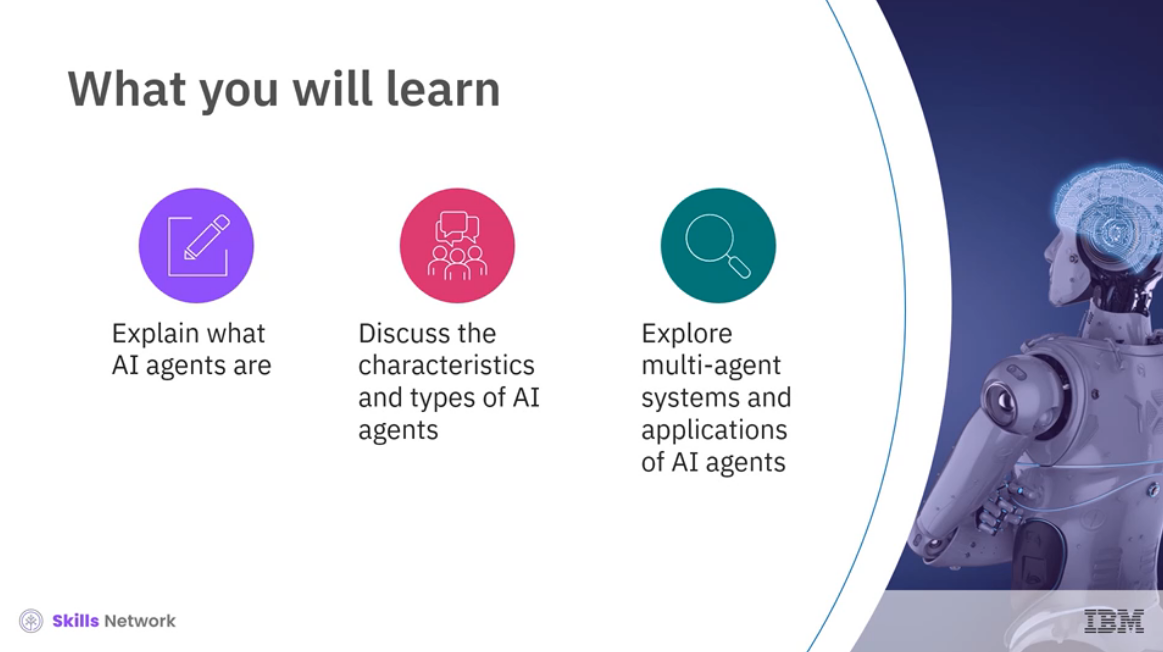 What you will learn
Explain what
AI agents are
Discuss the
characteristics
and types of AI
agents
Explore
multi-agent
systems and
applications
of AI agents
Skills Network
IBM